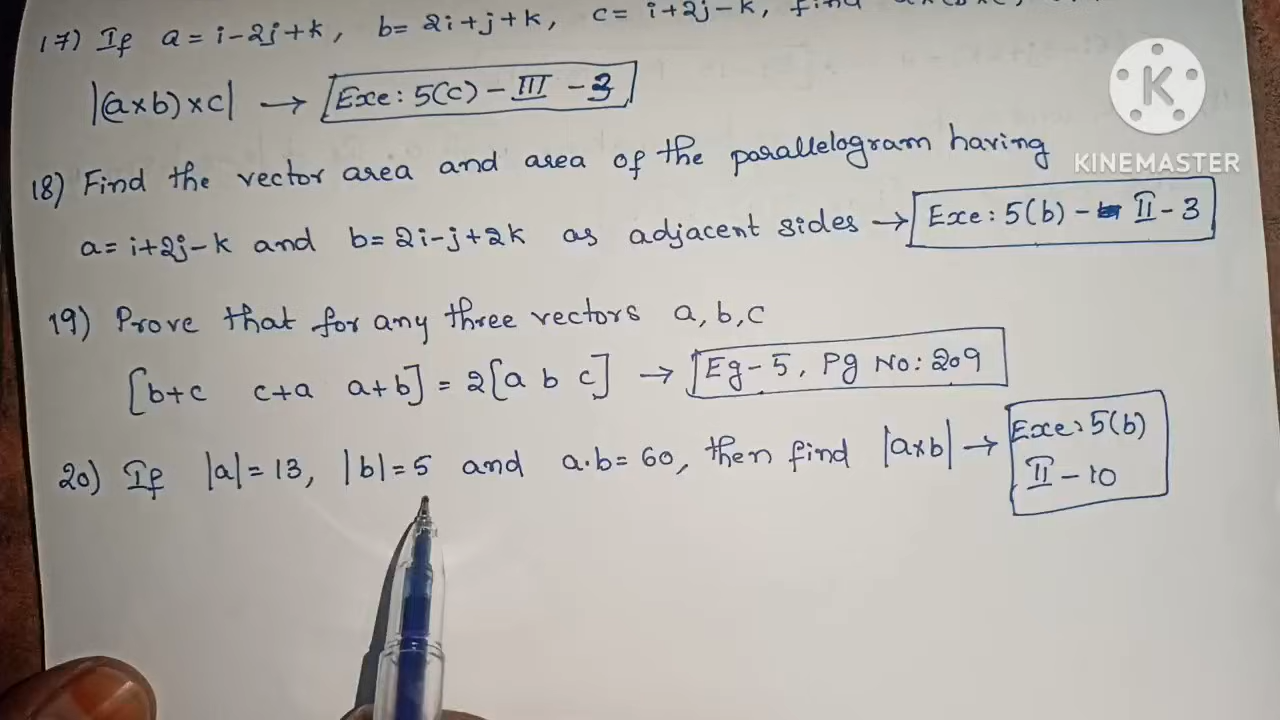 17) If a = i-2j+k, b= 2i+j+k, c= i+2j-k, find
|(a×b)×c| → Exe: 5(c) - III - 3
K
KINEMASTER
18) Find the vector area and area of the parallelogram having
a= i+2j-k and b= 2i-j+2k as adjacent sides → Exe: 5(b) - II - 3
19) Prove that for any three vectors a, b, c
[b+c c+a a+b] = 2[a b c] → Eg-5, Pg No: 209
20) If |a|= 13, |b|= 5 and a.b= 60, then find |a×b| → Exe: 5(b)
II - 10